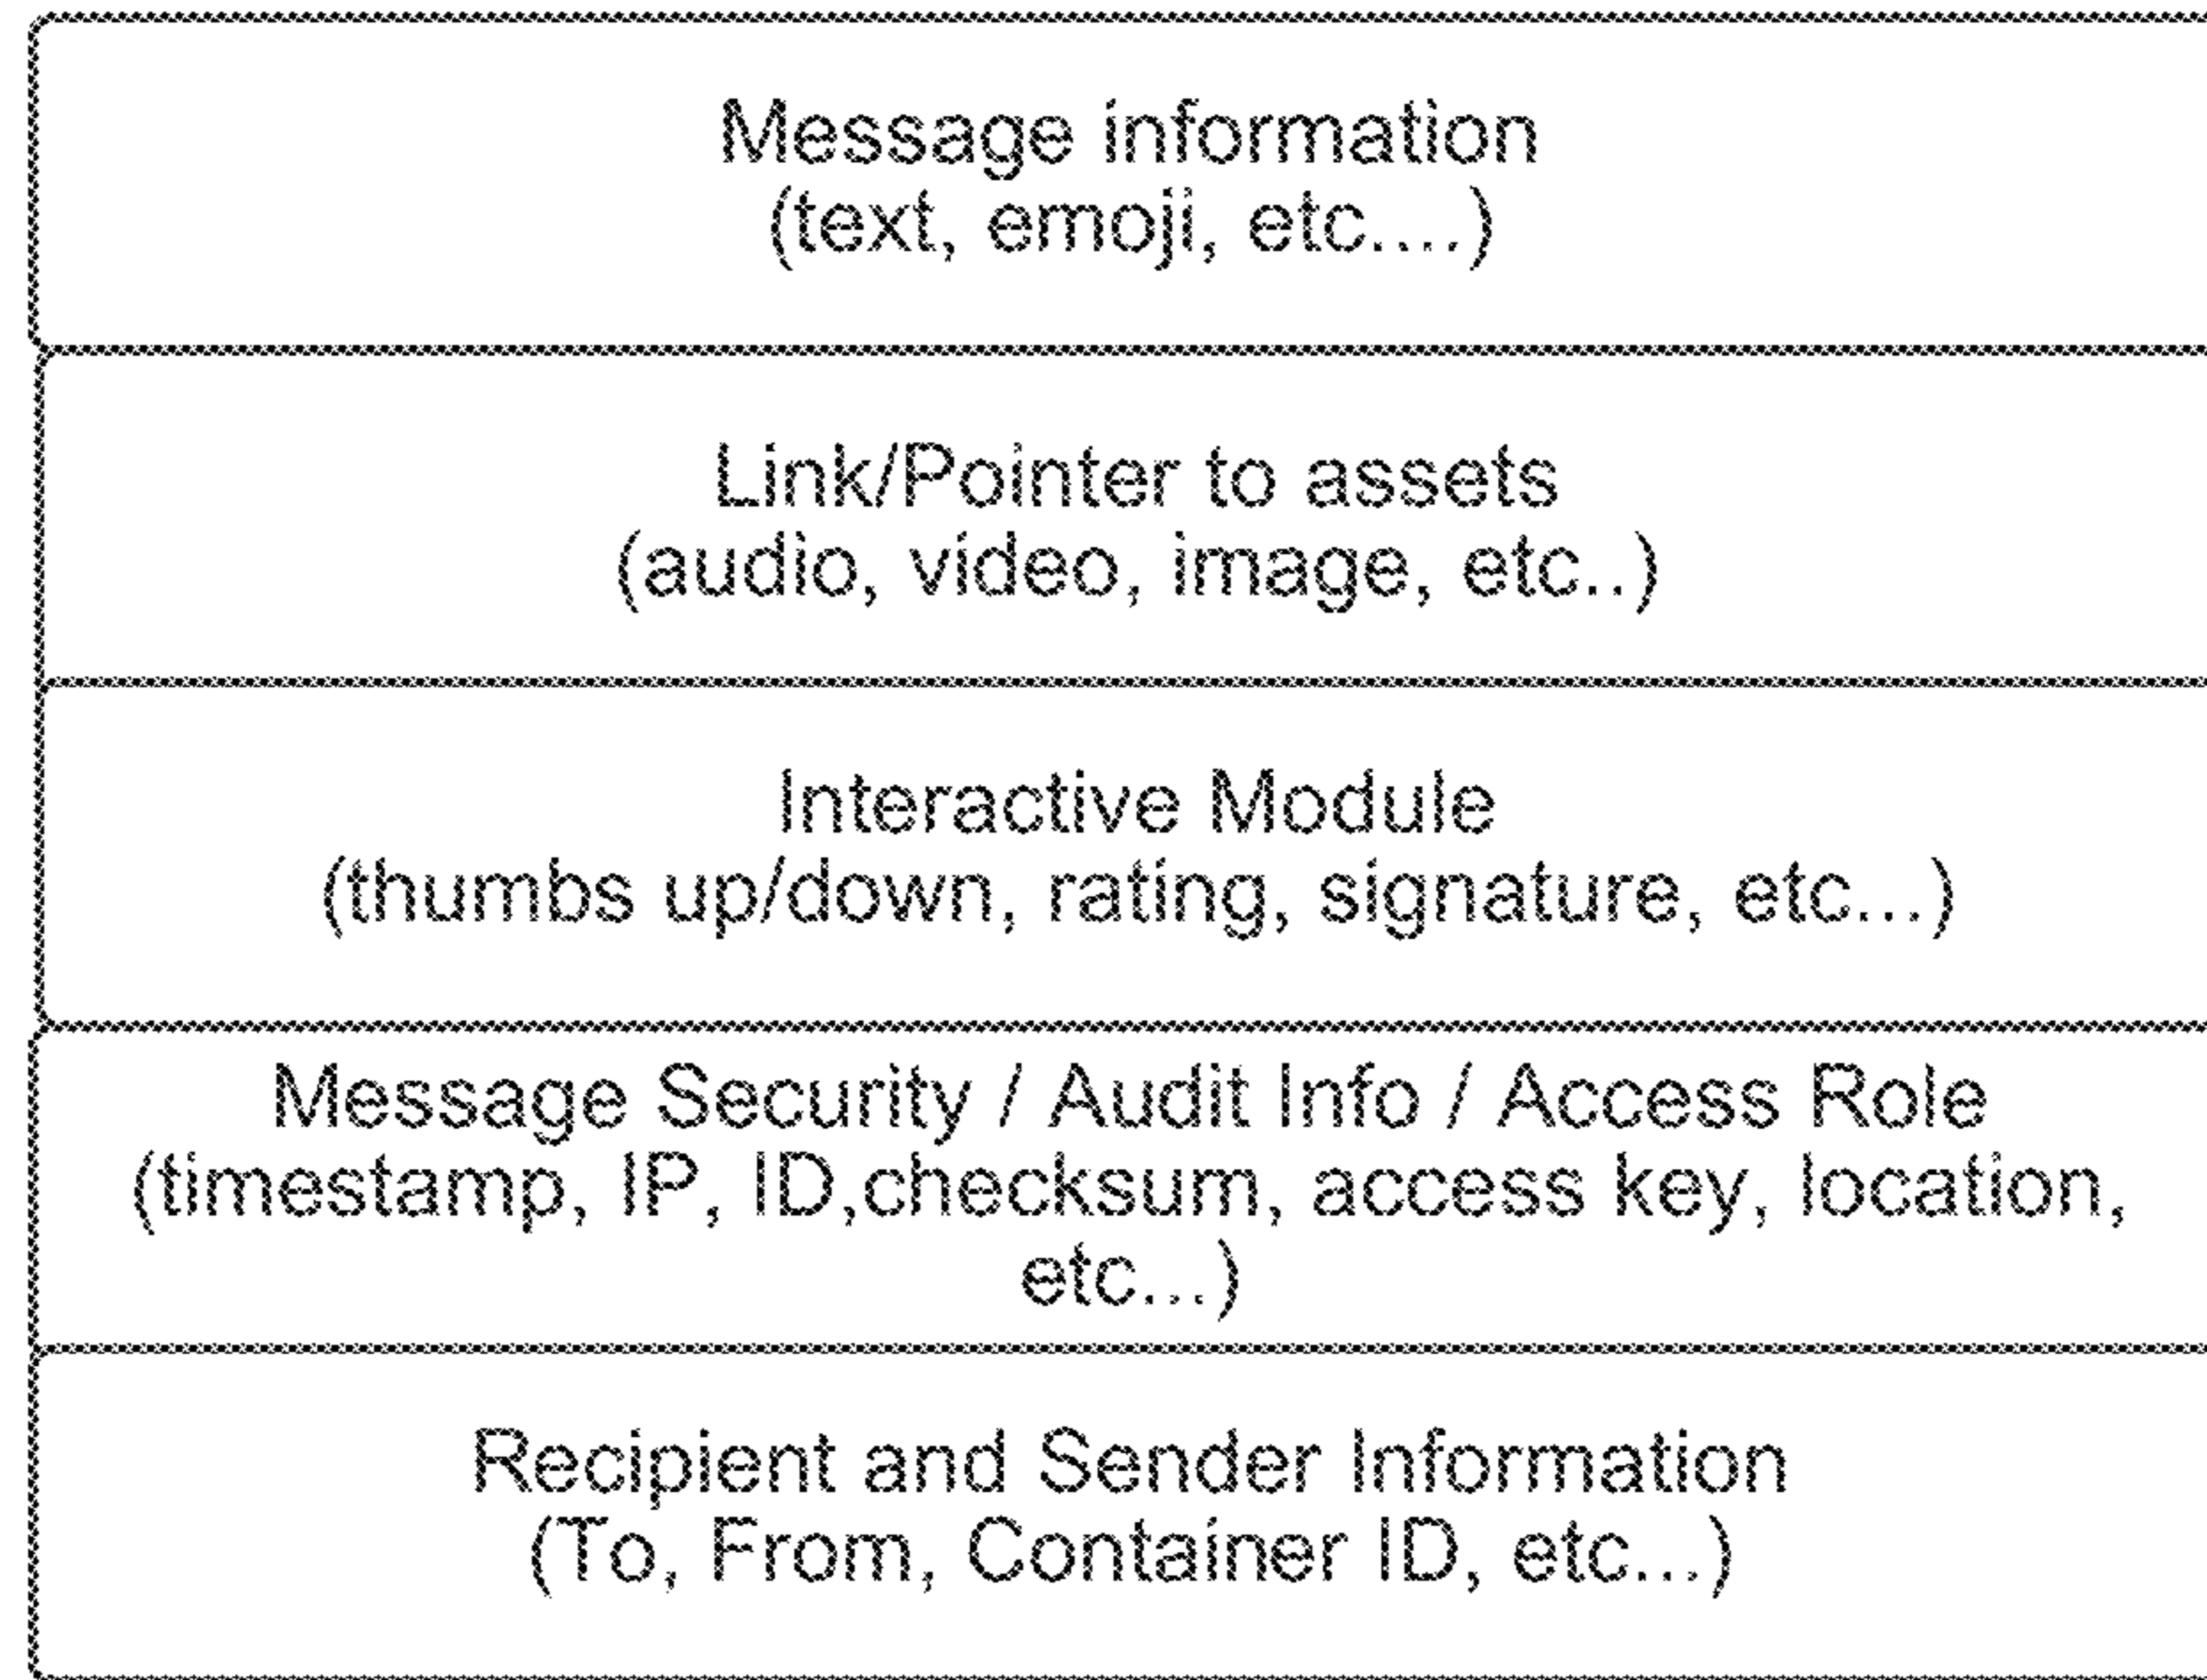 Message information
(text, emoji, etc....)
Link/Pointer to assets
(audio, video, image, etc..)
Interactive Module
(thumbs up/down, rating, signature, etc...)
Message Security / Audit Info / Access Role
(timestamp, IP, ID,checksum, access key, location,
etc...)
Recipient and Sender Information
(To, From, Container ID, etc...)